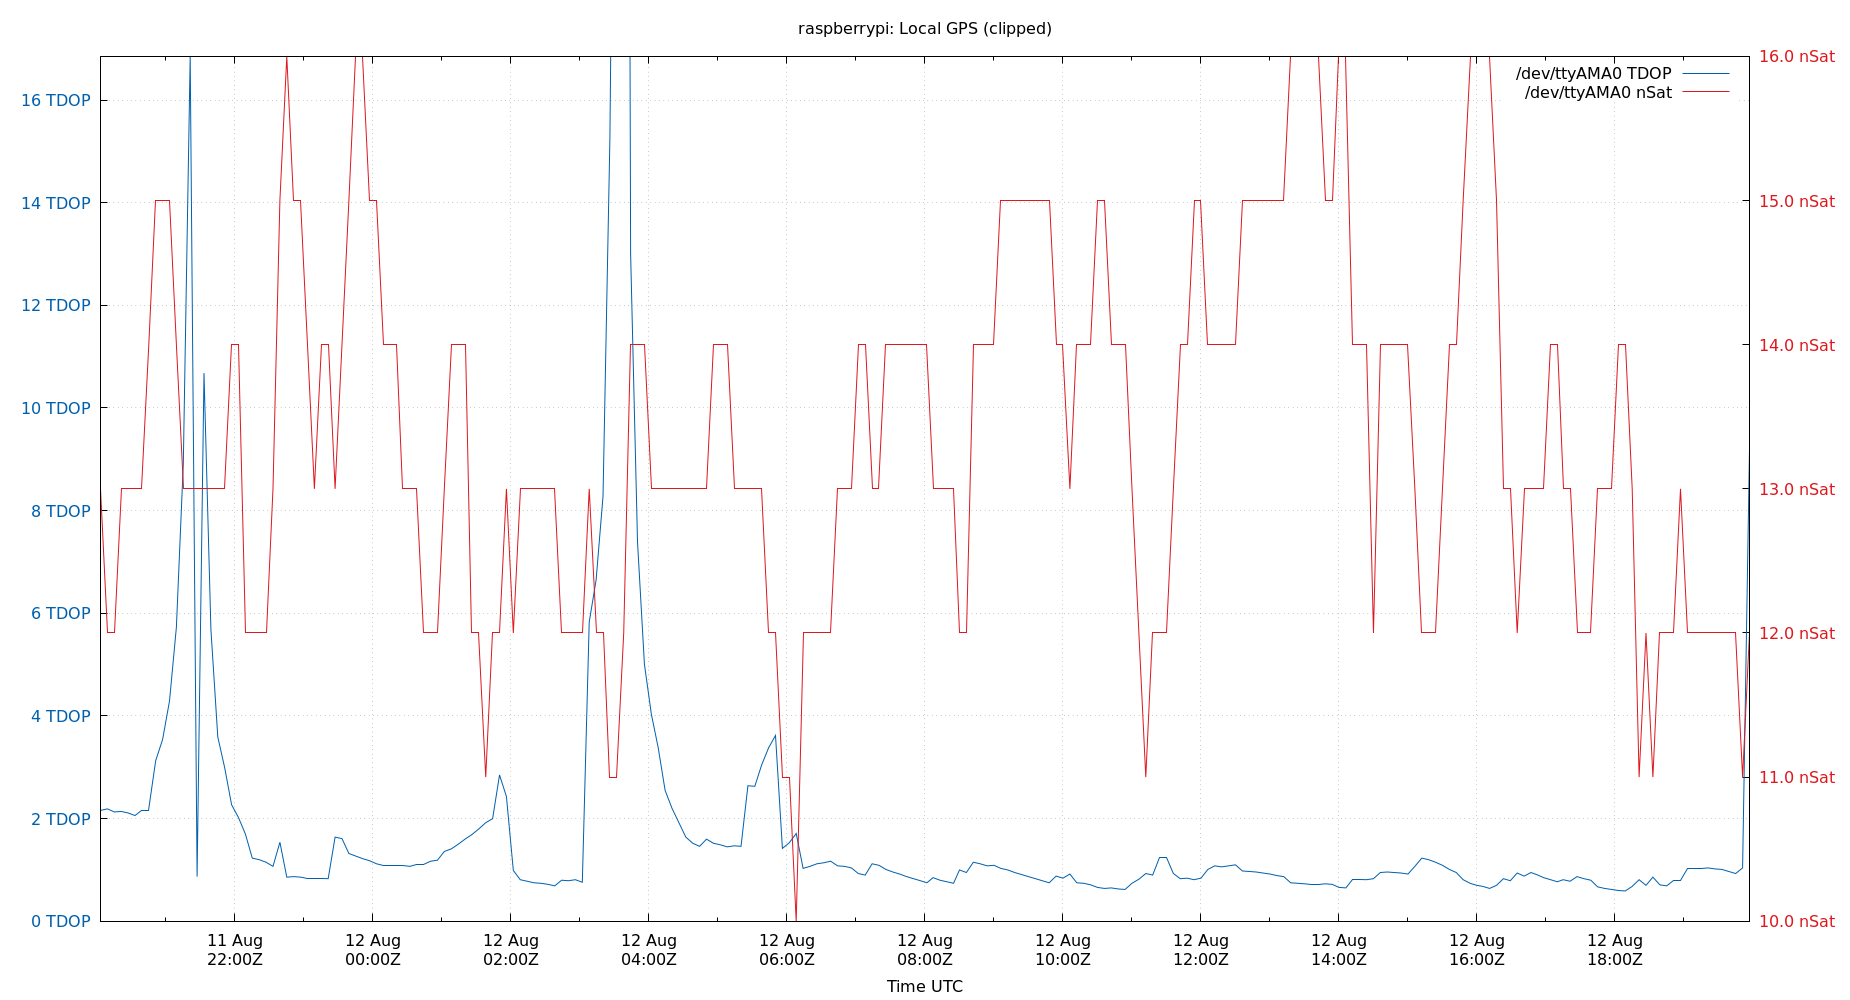 raspberrypi: Local GPS (clipped)
/dev/ttyAMA0 TDOP
/dev/ttyAMA0 nSat
16 TDOP
14 TDOP
12 TDOP
10 TDOP
8 TDOP
6 TDOP
4 TDOP
2 TDOP
0 TDOP
16.0 nSat
15.0 nSat
14.0 nSat
13.0 nSat
12.0 nSat
11.0 nSat
10.0 nSat
11 Aug
22:00Z
12 Aug
00:00Z
12 Aug
02:00Z
12 Aug
04:00Z
12 Aug
06:00Z
12 Aug
08:00Z
12 Aug
10:00Z
12 Aug
12:00Z
12 Aug
14:00Z
12 Aug
16:00Z
12 Aug
18:00Z
Time UTC